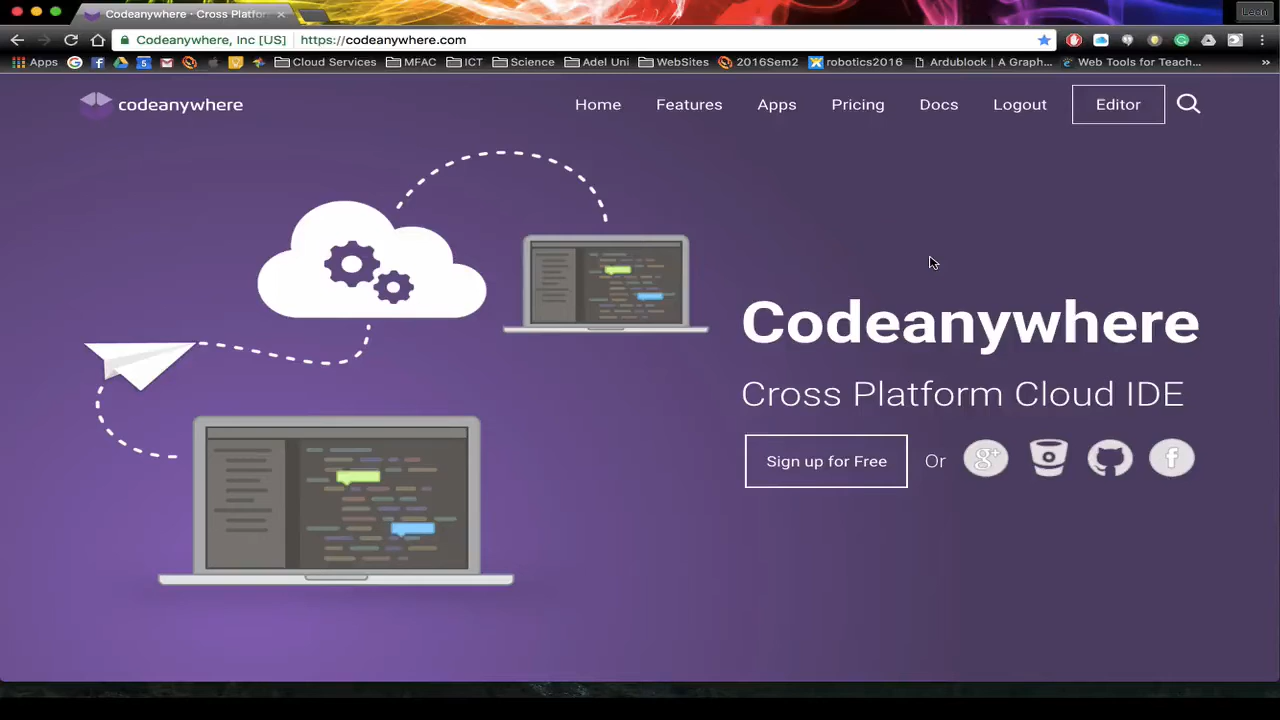 Codeanywhere · Cross Platfor
Leon
Codeanywhere, Inc [US] https://codeanywhere.com
Apps 5 Cloud Services MFAC ICT Science Adel Uni WebSites 2016Sem2 robotics2016 Ardublock | A Graph... Web Tools for Teach... »
codeanywhere
Home Features Apps Pricing Docs Logout Editor
Codeanywhere
Cross Platform Cloud IDE
Sign up for Free Or g+ f